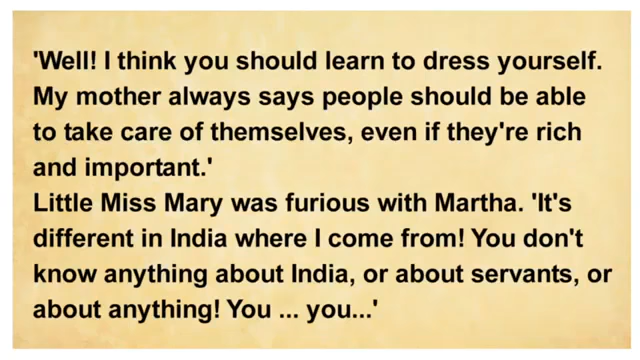 'Well! I think you should learn to dress yourself.
My mother always says people should be able
to take care of themselves, even if they're rich
and important.'
Little Miss Mary was furious with Martha. 'It's
different in India where I come from! You don't
know anything about India, or about servants, or
about anything! You ... you...'